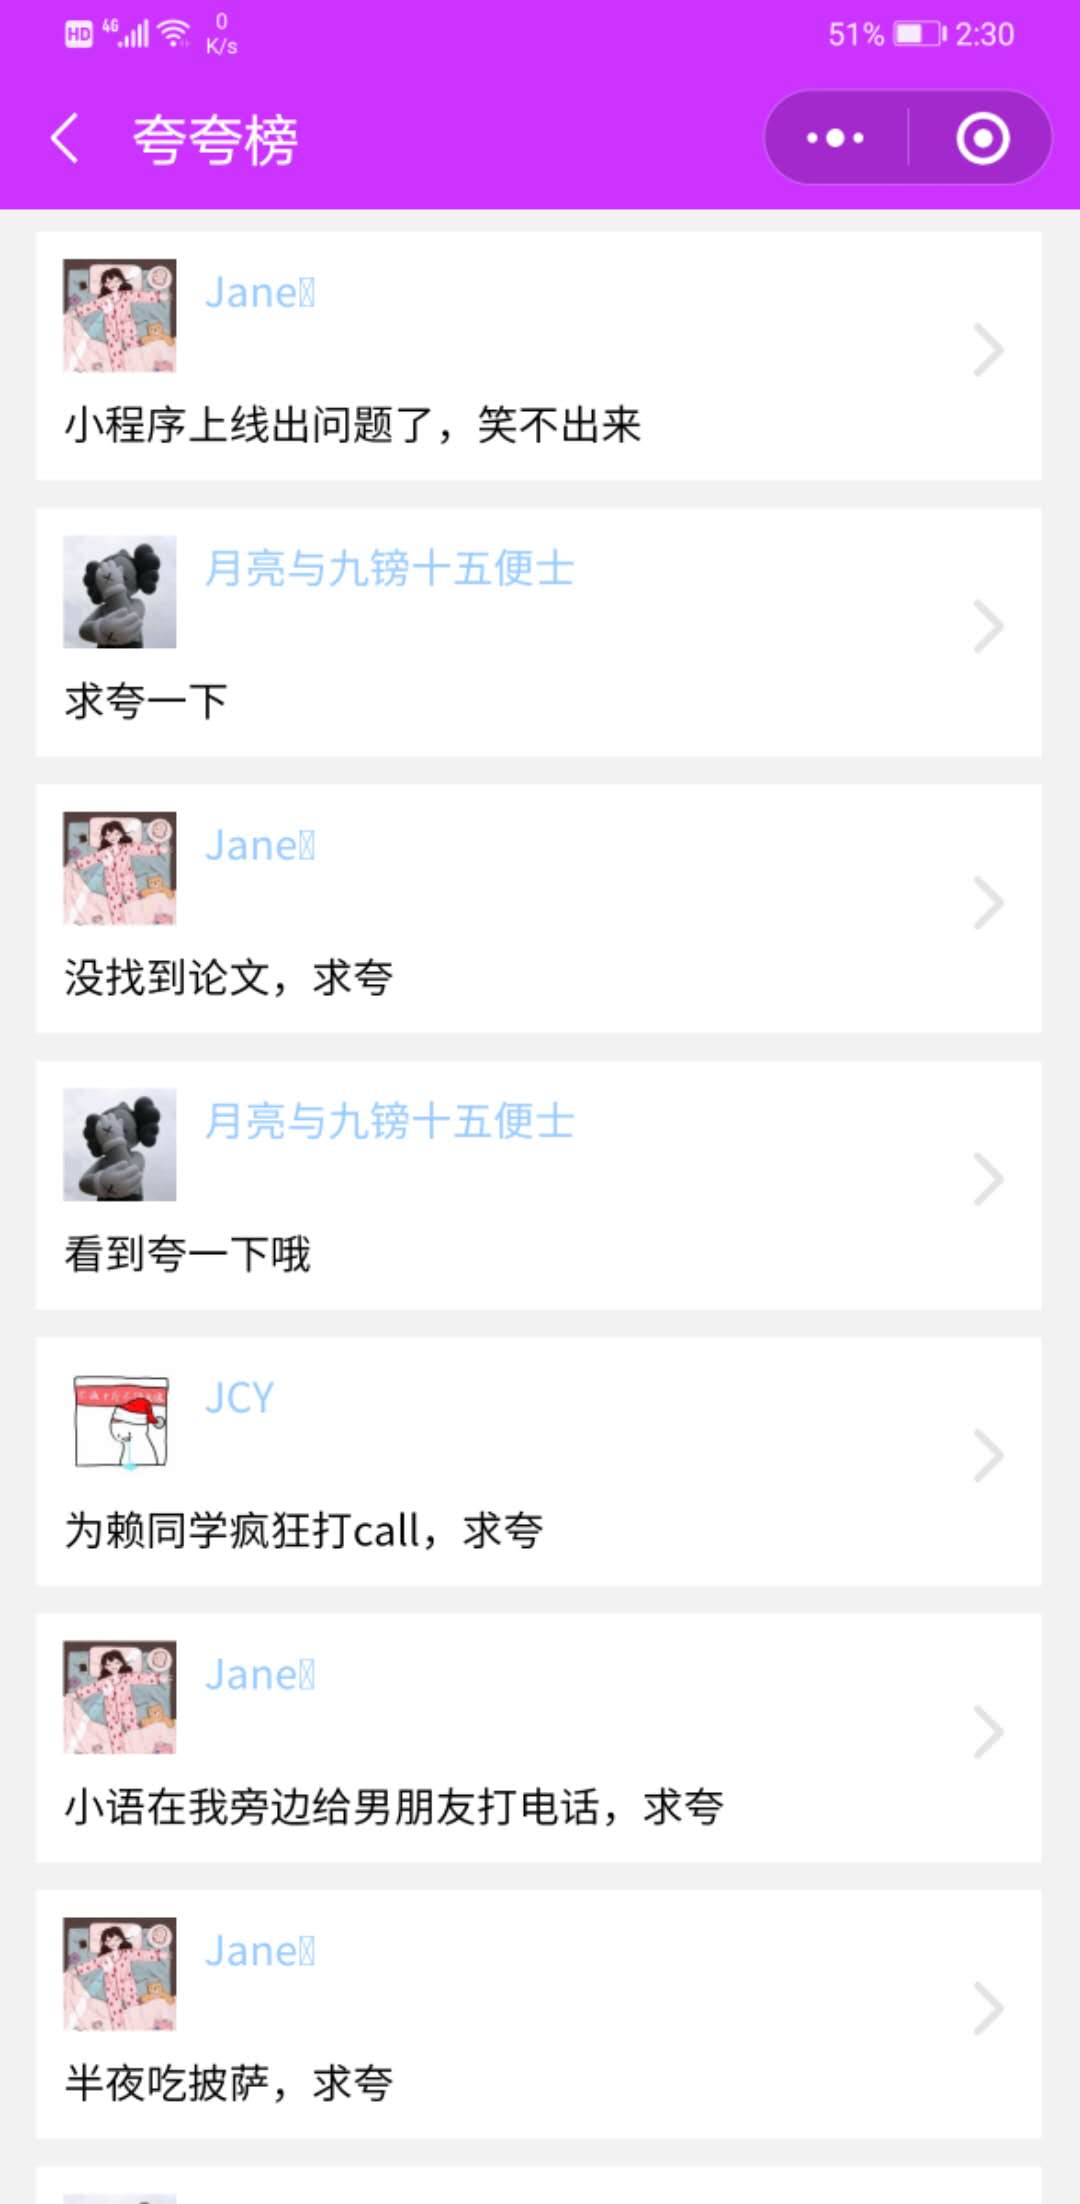 HD 4G 0 K/s 51% 2:30
夸夸榜
Jane
小程序上线出问题了，笑不出来
月亮与九镑十五便士
求夸一下
Jane
没找到论文，求夸
月亮与九镑十五便士
看到夸一下哦
JCY
为赖同学疯狂打call，求夸
Jane
小语在我旁边给男朋友打电话，求夸
Jane
半夜吃披萨，求夸